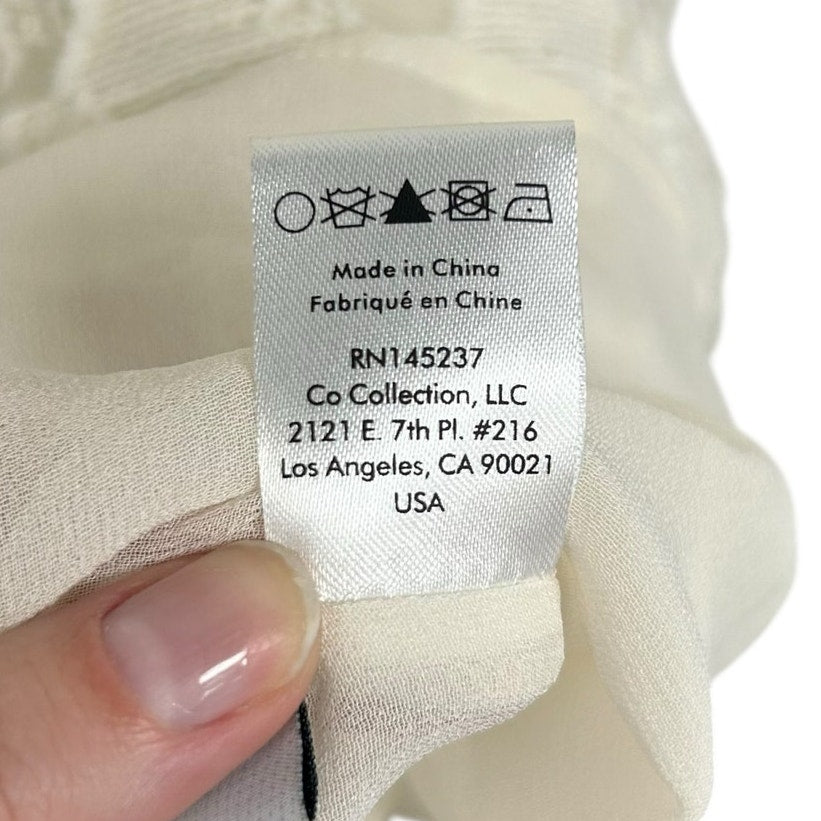 Made in China
Fabriqué en Chine
RN145237
Co Collection, LLC
2121 E. 7th Pl. #216
Los Angeles, CA 90021
USA